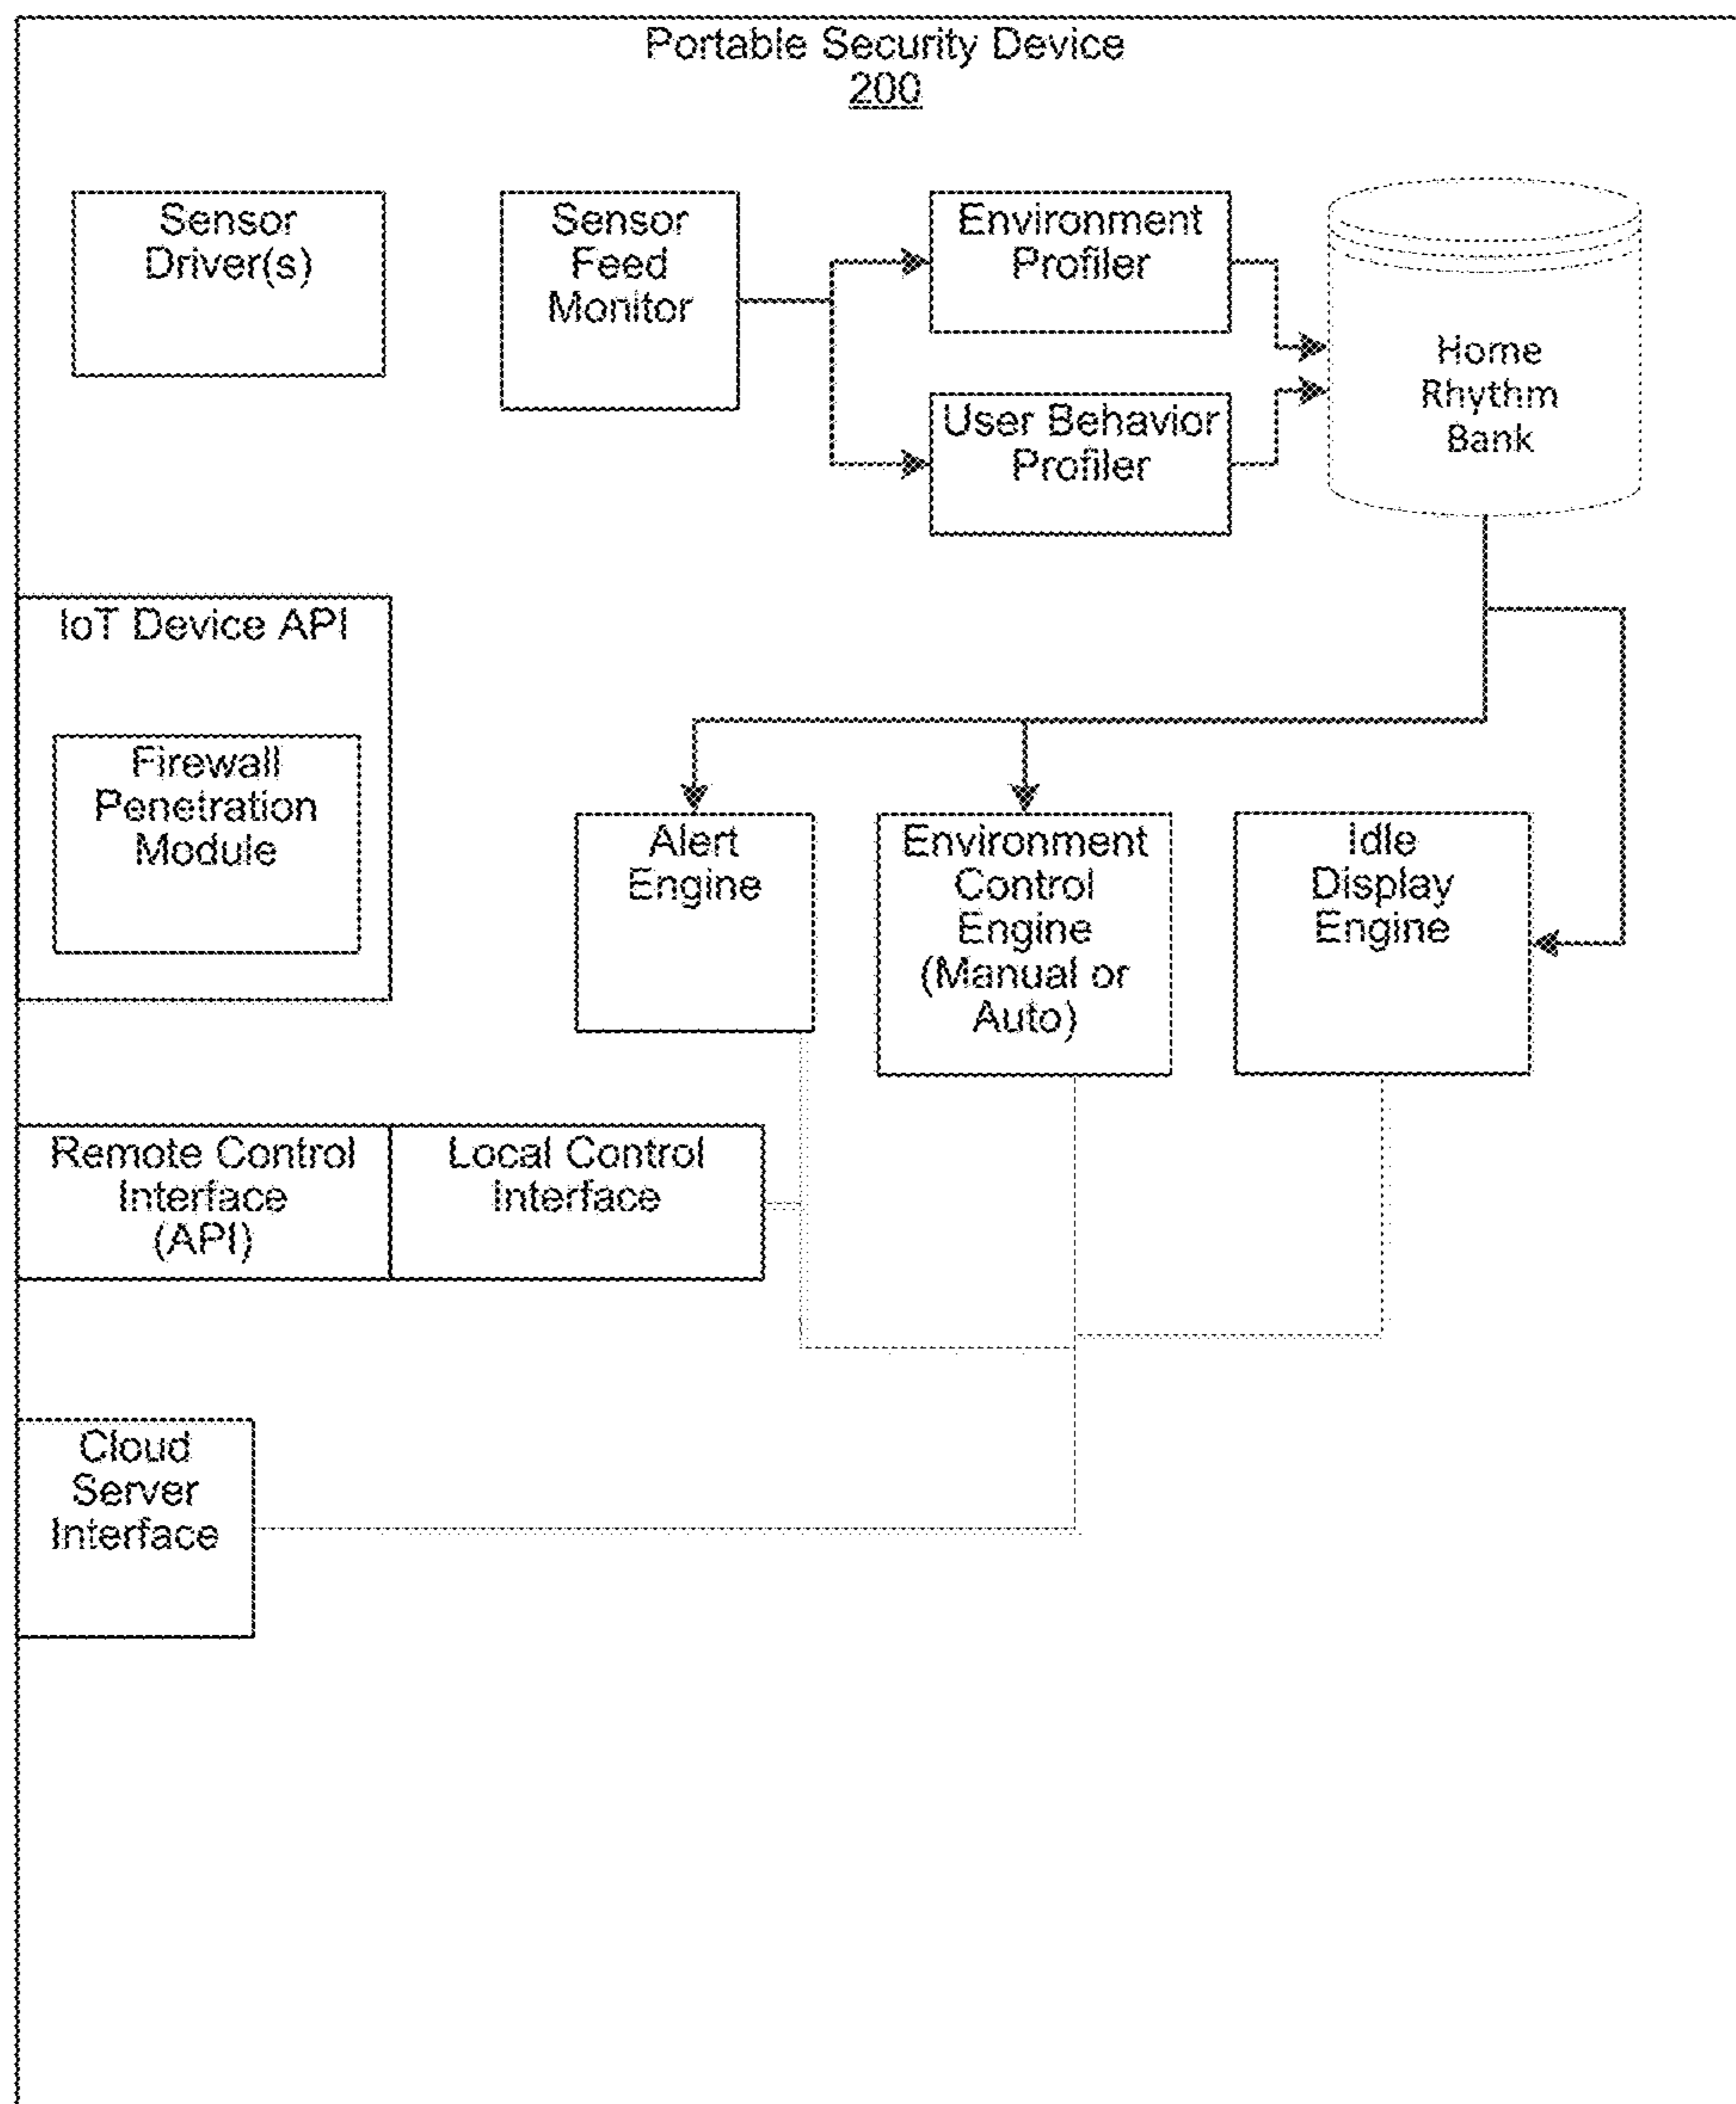 Portable Security Device
200
Sensor
Driver(s)
Sensor
Feed
Monitor
Environment
Profiler
User Behavior
Profiler
Home
Rhythm
Bank
IoT Device API
Firewall
Penetration
Module
Alert
Engine
Environment
Control
Engine
(Manual or
Auto)
Idle
Display
Engine
Remote Control
Interface
(API)
Local Control
Interface
Cloud
Server
Interface